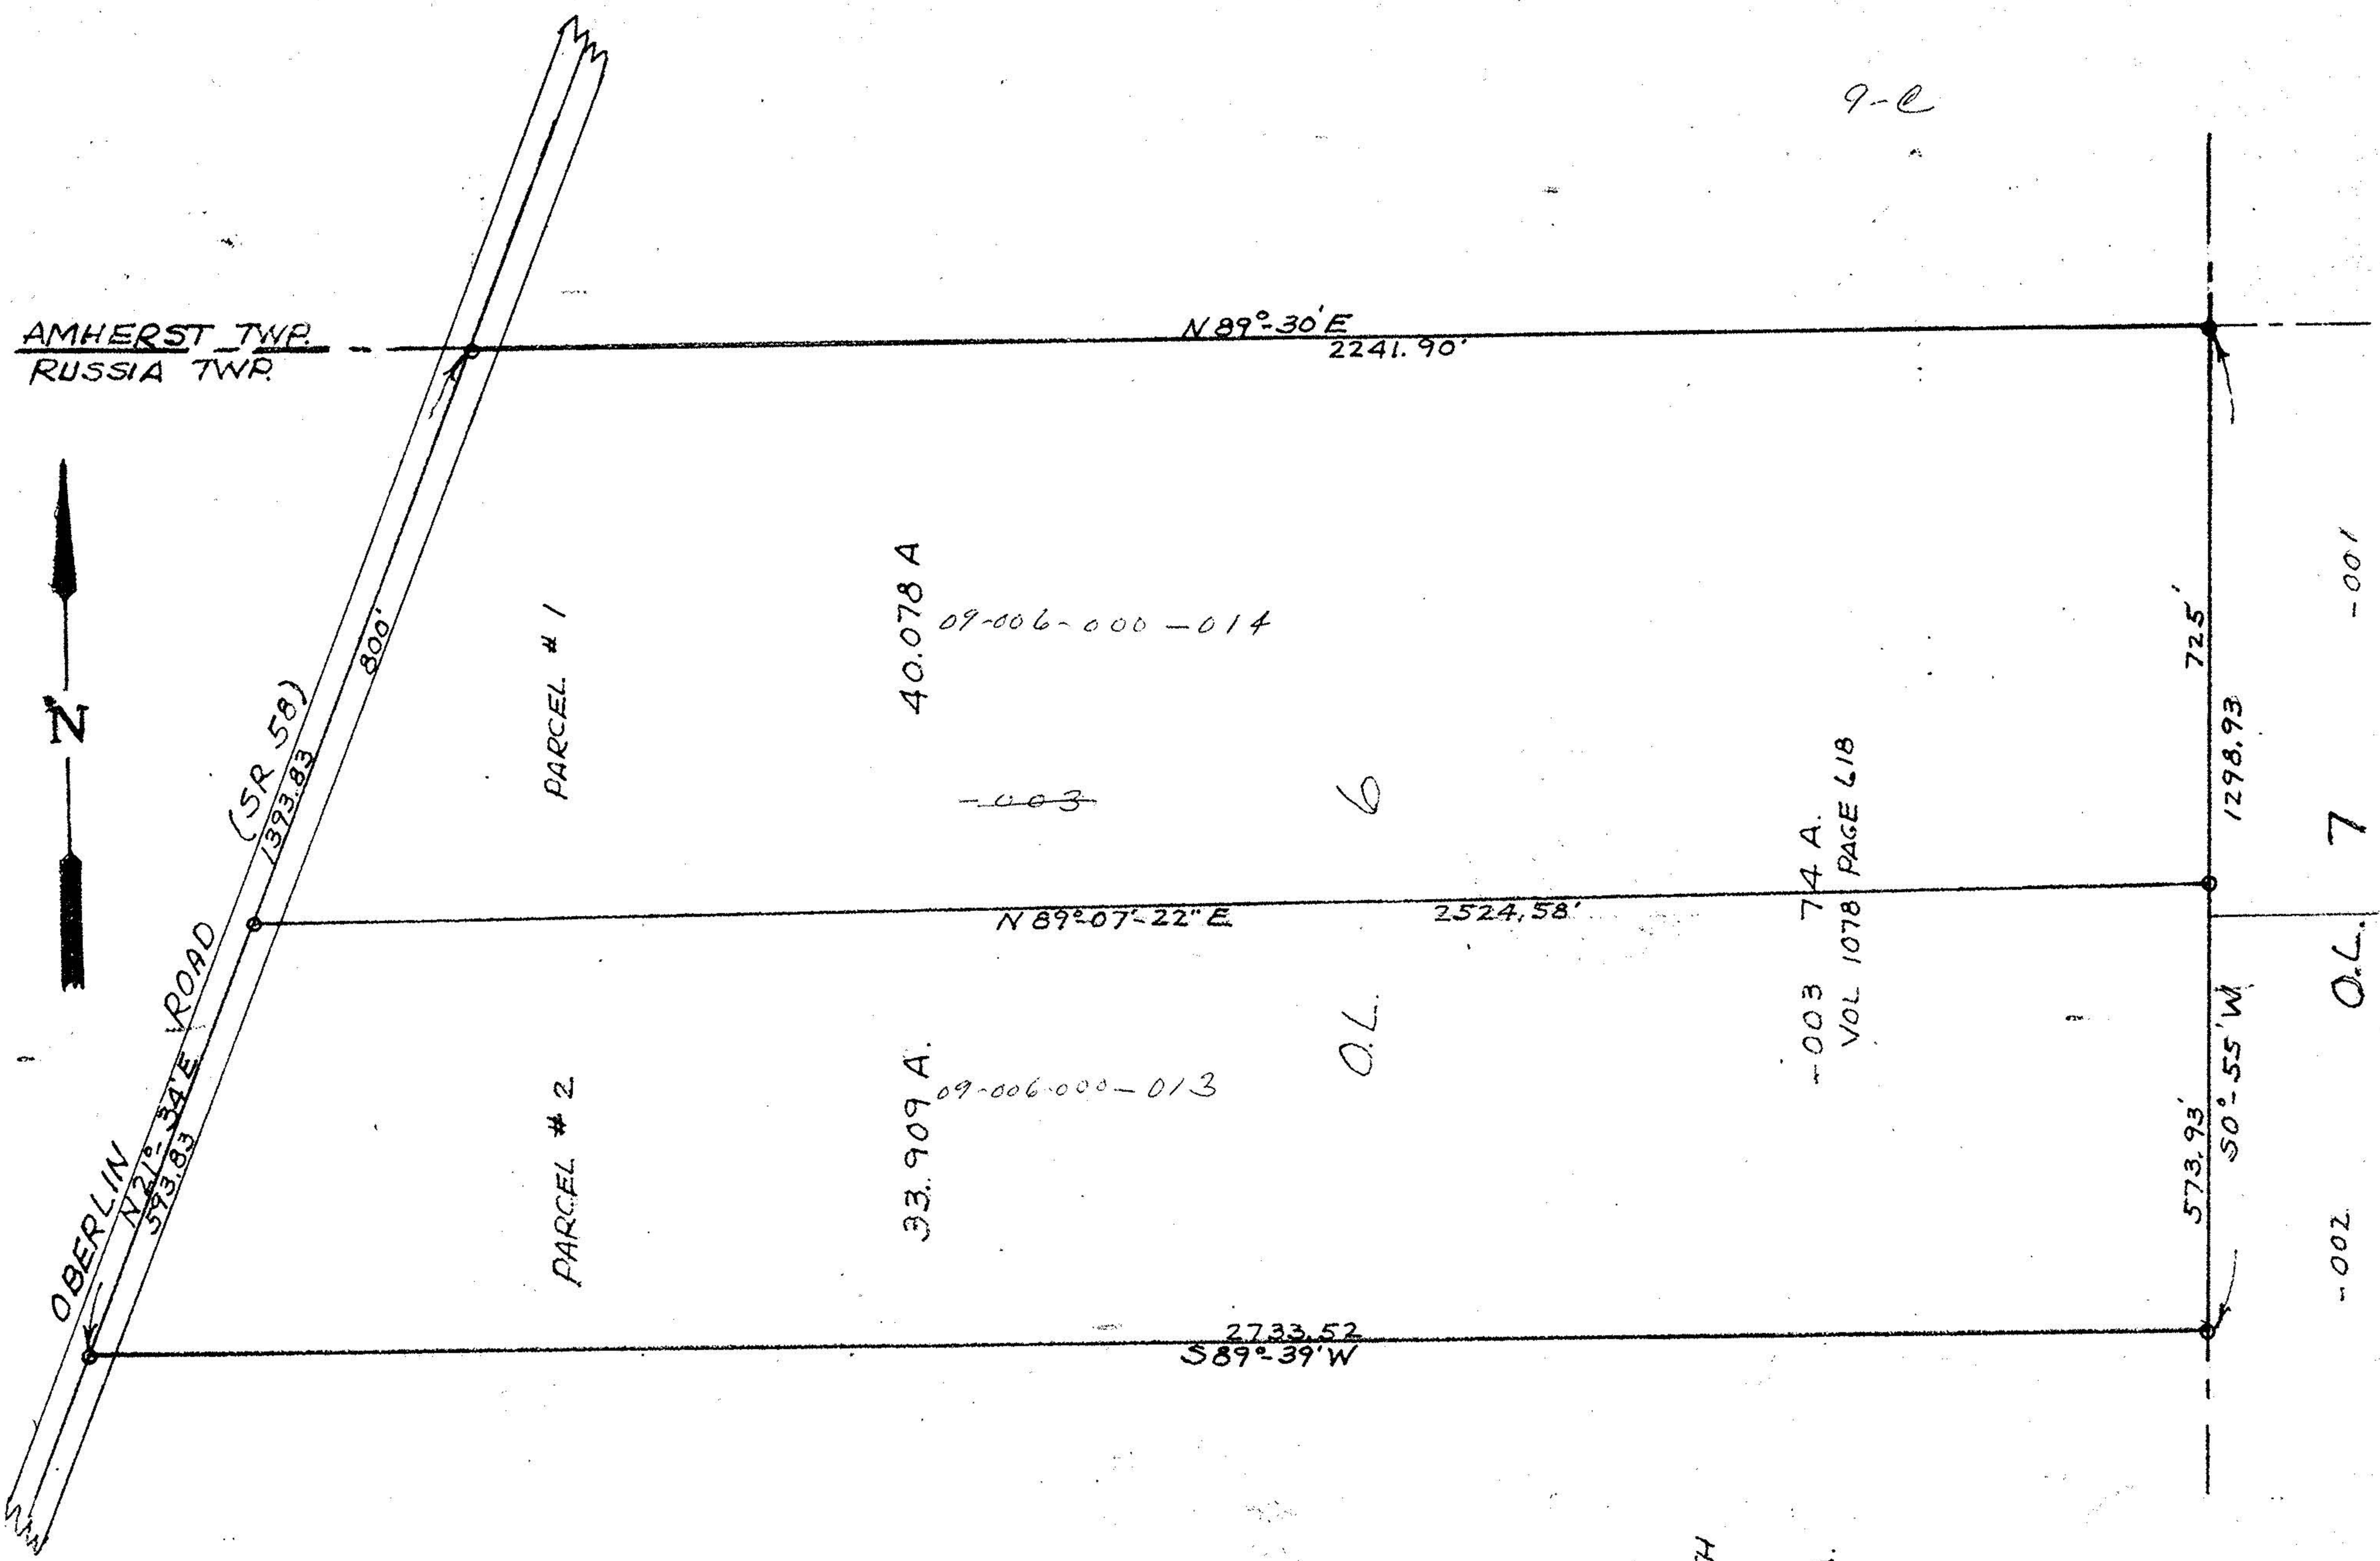 9-C
AMHERST TWP.
RUSSIA TWP.
N 89°-30' E
2241.90'
N
OBERLIN ROAD (SR 58)
N 21°-34' E
1393.83
800'
593.83
PARCEL #1
40.078 A
09-006-000-014
-003
O.L. 6
-003 74 A.
VOL 1078 PAGE 618
725'
1298.93
-001
N 89°-07'-22" E 2524.58'
PARCEL #2
33.909 A.
09-006-000-013
573.93'
S0°-55' W
O.L. 7
-002
2733.52
S 89°-39' W